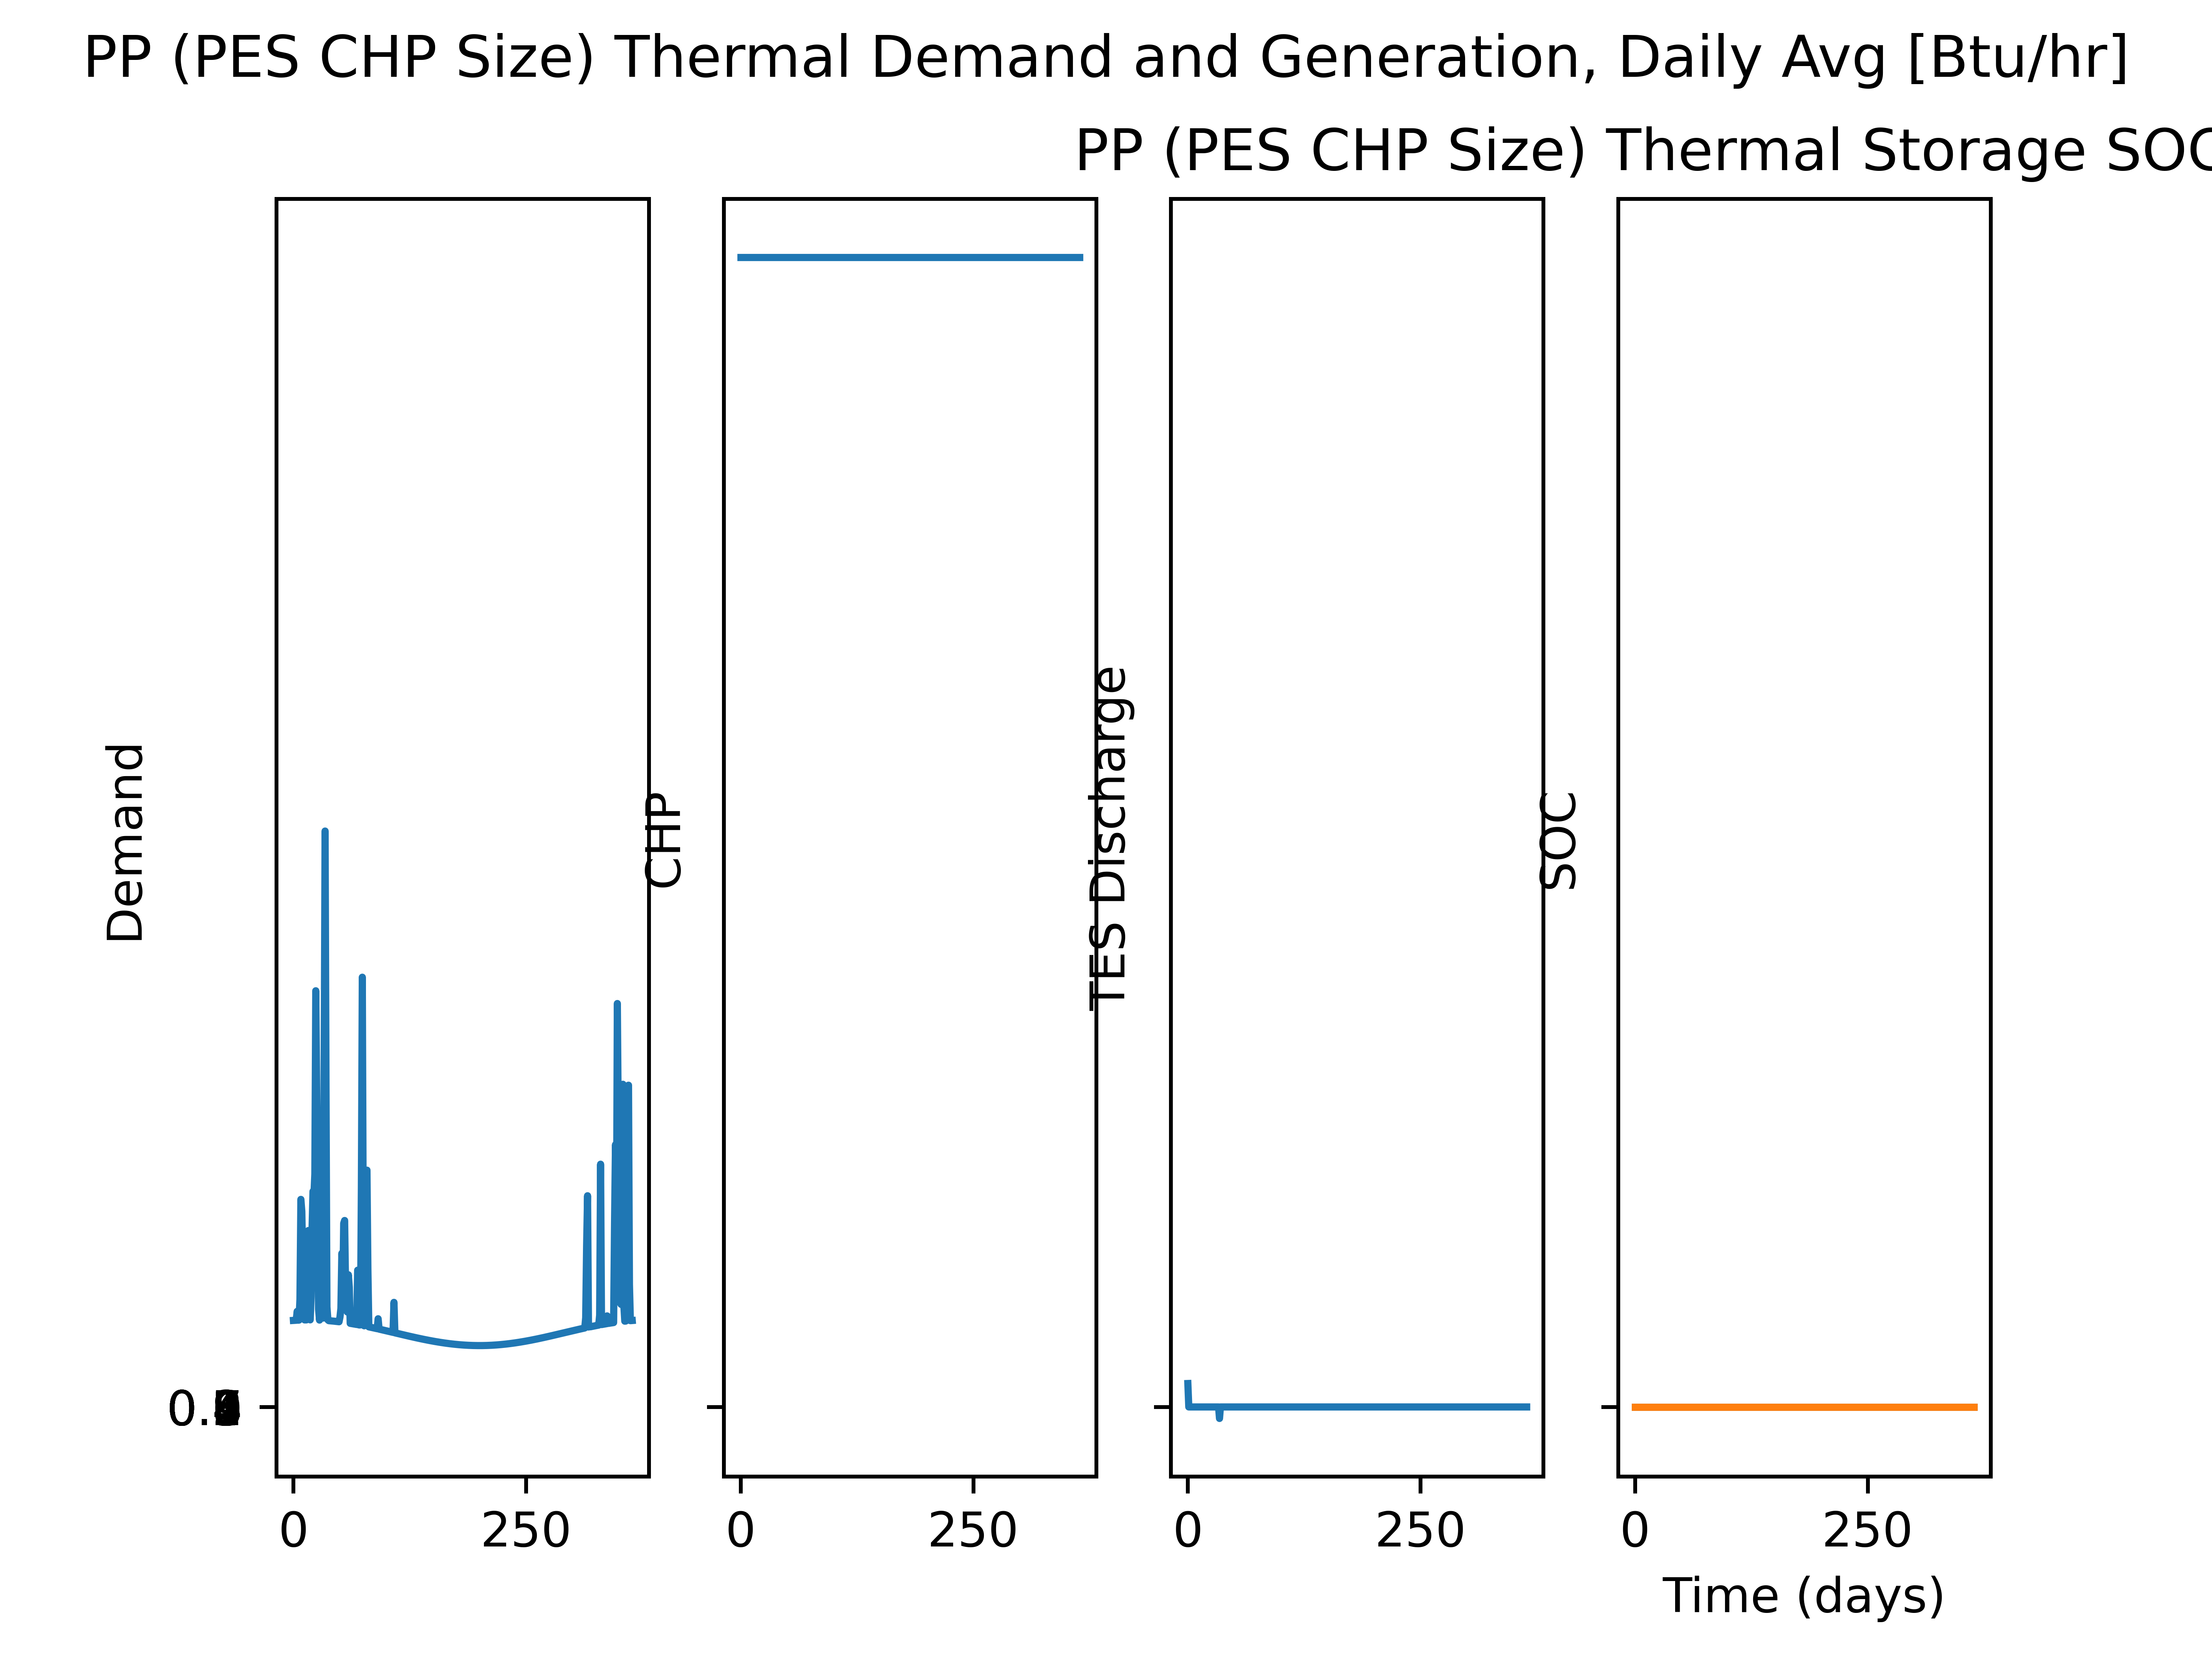 PP (PES CHP Size) Thermal Demand and Generation, Daily Avg [Btu/hr]
PP (PES CHP Size) Thermal Storage SOC
Demand
CHP
TES Discharge
SOC
0 250
0 250
0 250
0 250
Time (days)